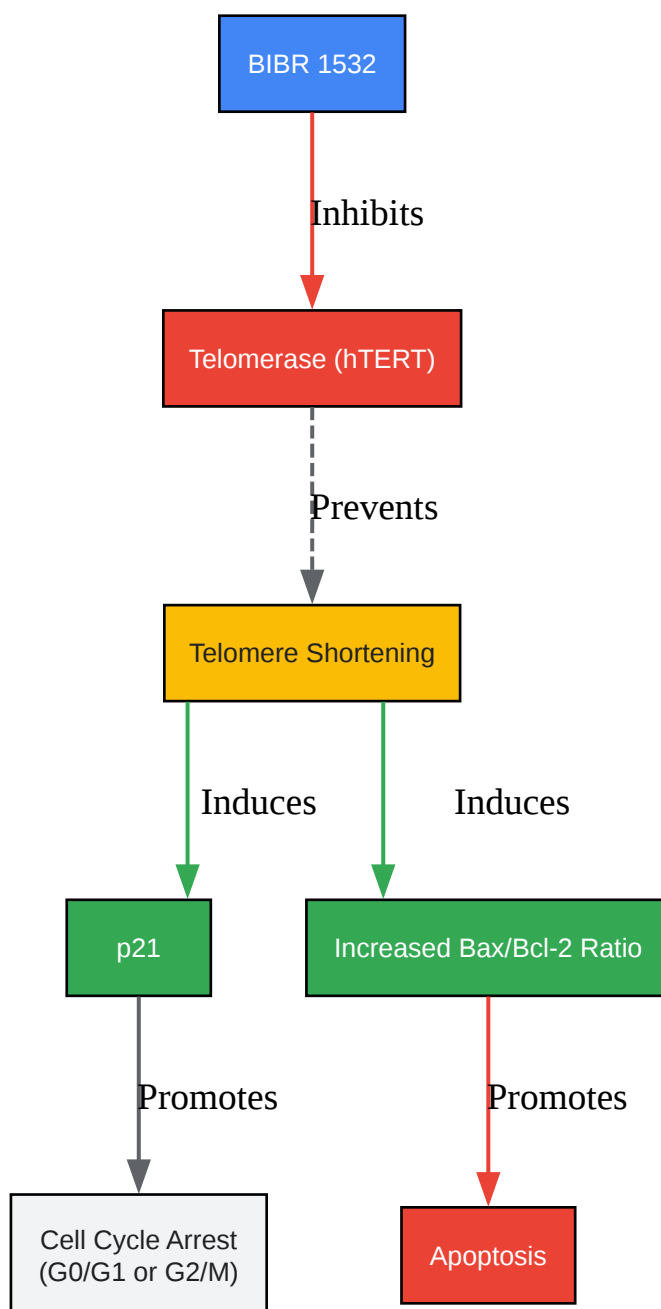 BIBR 1532
Inhibits
Telomerase (hTERT)
Prevents
Telomere Shortening
Induces
Induces
p21
Increased Bax/Bcl-2 Ratio
Promotes
Promotes
Cell Cycle Arrest
(G0/G1 or G2/M)
Apoptosis